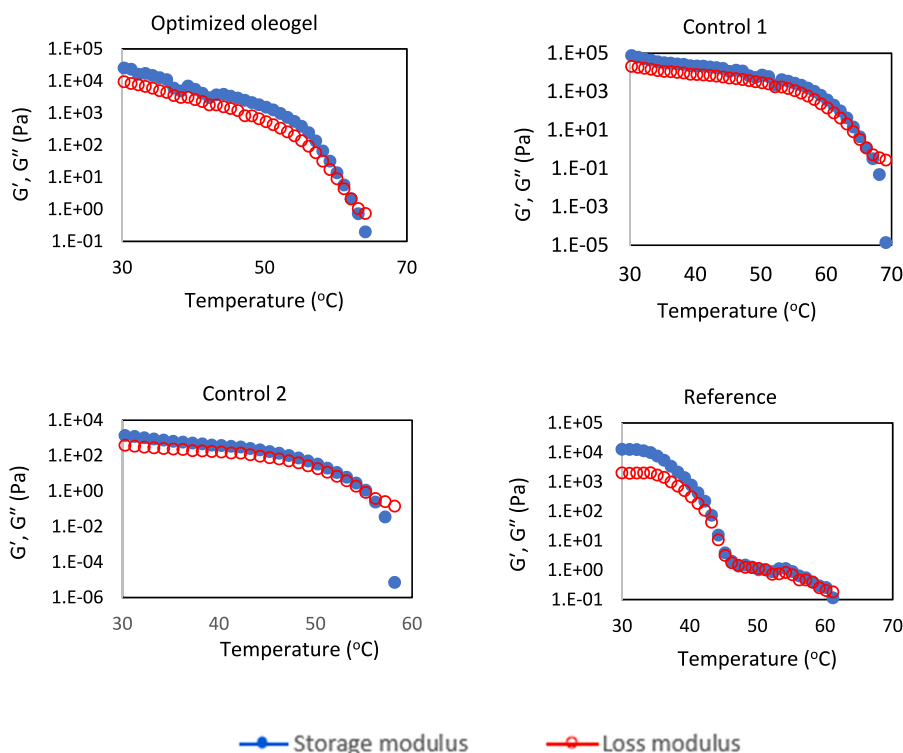 Optimized oleogel
1.E+05
1.E+04
1.E+03
1.E+02
1.E+01
1.E+00
1.E-01
G′, G″ (Pa)
30 50 70
Temperature (oC)
Control 1
1.E+05
1.E+03
1.E+01
1.E-01
1.E-03
1.E-05
G′, G″ (Pa)
30 40 50 60 70
Temperature (oC)
Control 2
1.E+04
1.E+02
1.E+00
1.E-02
1.E-04
1.E-06
G′, G″ (Pa)
30 40 50 60
Temperature (oC)
Reference
1.E+05
1.E+04
1.E+03
1.E+02
1.E+01
1.E+00
1.E-01
G′, G″ (Pa)
30 40 50 60 70
Temperature (oC)
Storage modulus Loss modulus